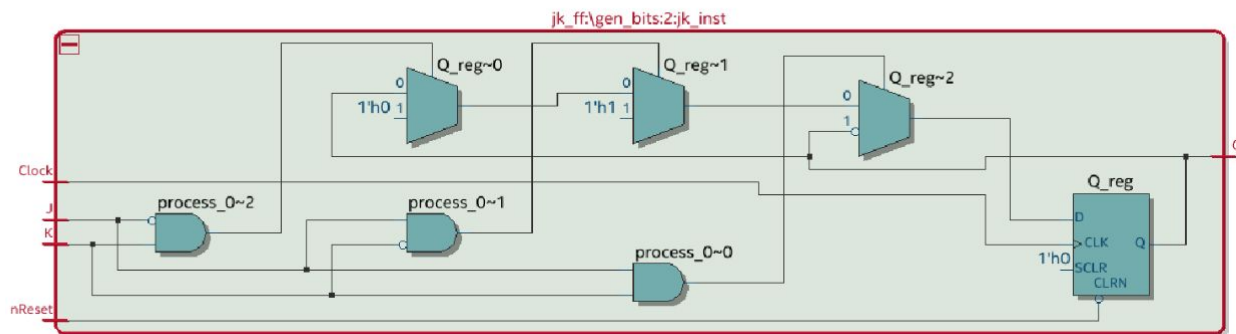 jk_ff:\gen_bits:2:jk_inst
Q_reg~0
Q_reg~1
Q_reg~2
0
1'h0 1
0
1'h1 1
0
1
Clock
Q_reg
process_0~2
process_0~1
J
K
D
CLK
Q
process_0~0
1'h0
SCLR
CLRN
nReset